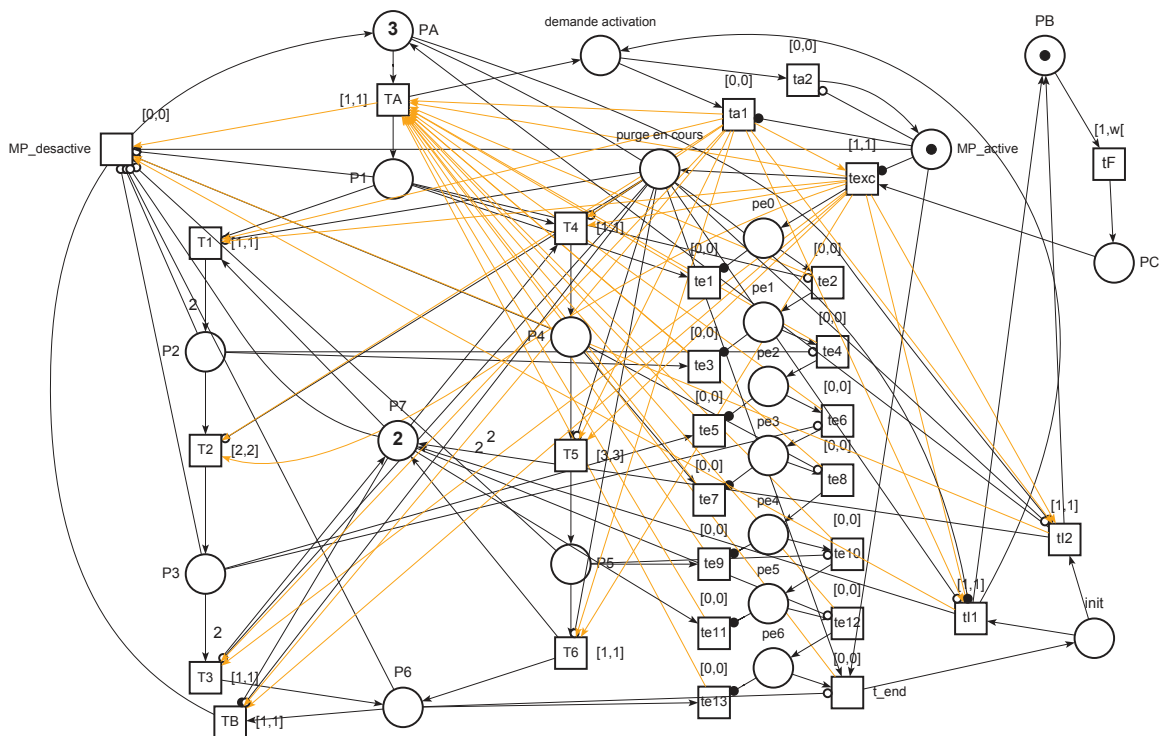 demande activation
PB
3
PA
[0,0]
[0,0]
ta2
[0,0]
[1,1]
TA
[0,0]
ta1
[1,w[
MP_desactive
purge en cours
[1,1]
MP_active
tF
P1
texc
pe0
T4
[1,1]
T1
[1,1]
[0,0]
[0,0]
PC
te1
te2
pe1
2
[0,0]
[0,0]
P2
P4
te3
pe2
te4
[0,0]
[0,0]
P7
2
te5
pe3
te6
T2
[2,2]
2
2
T5
[3,3]
[0,0]
[0,0]
te7
te8
pe4
[1,1]
[0,0]
[0,0]
tI2
P3
P5
te9
te10
pe5
[1,1]
[0,0]
[0,0]
tI1
init
te11
te12
2
pe6
T6
[1,1]
[0,0]
[0,0]
T3
[1,1]
P6
te13
t_end
TB
[1,1]